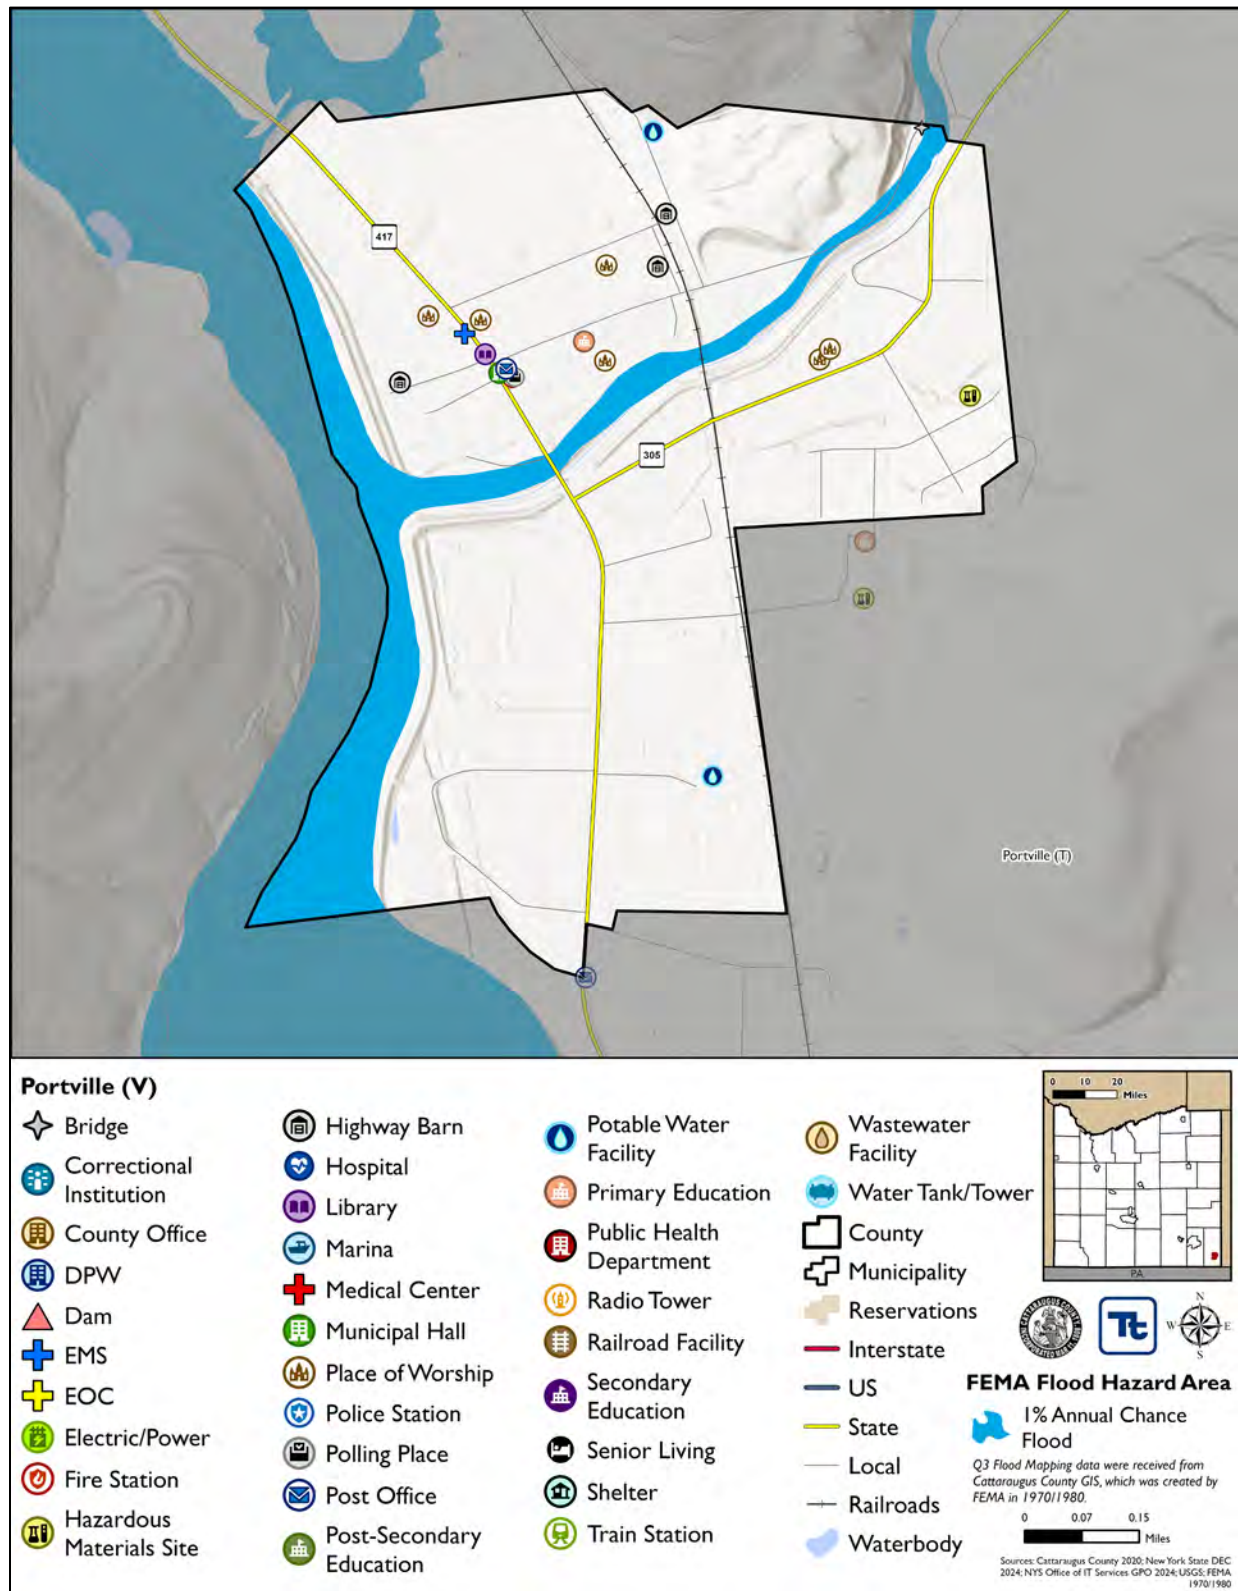 417
305
Portville (T)
Portville (V)
Bridge
Correctional
Institution
County Office
DPW
Dam
EMS
EOC
Electric/Power
Fire Station
Hazardous
Materials Site
Highway Barn
Hospital
Library
Marina
Medical Center
Municipal Hall
Place of Worship
Police Station
Polling Place
Post Office
Post-Secondary
Education
Potable Water
Facility
Primary Education
Public Health
Department
Radio Tower
Railroad Facility
Secondary
Education
Senior Living
Shelter
Train Station
Wastewater
Facility
Water Tank/Tower
County
Municipality
Reservations
Interstate
US
State
Local
Railroads
Waterbody
0 10 20
Miles
PA
CATTARAUGUS COUNTY
Tt
N
W E
S
FEMA Flood Hazard Area
1% Annual Chance
Flood
Q3 Flood Mapping data were received from
Cattaraugus County GIS, which was created by
FEMA in 1970/1980.
0 0.07 0.15
Miles
Sources: Cattaraugus County 2020; New York State DEC
2024; NYS Office of IT Services GPO 2024; USGS; FEMA
1970/1980